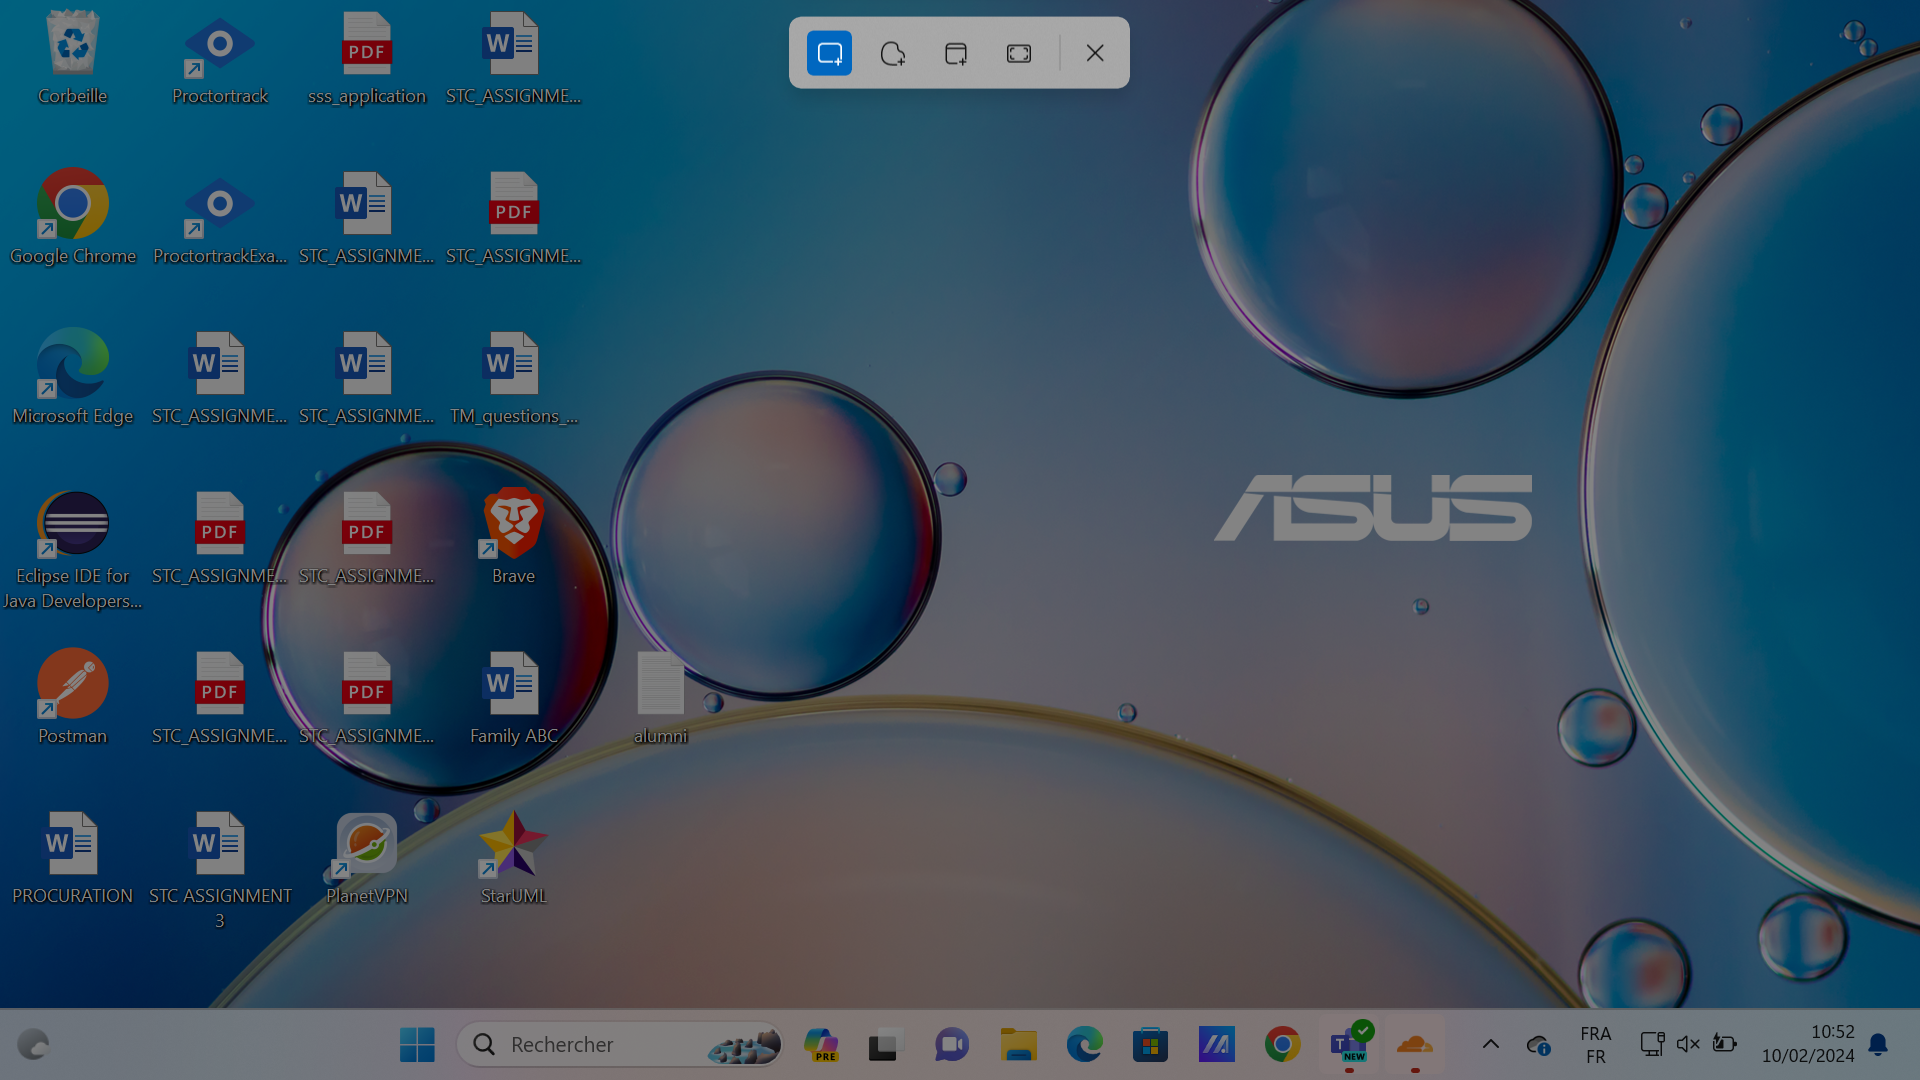 Corbeille
Proctortrack
sss_application
STC_ASSIGNME...
Google Chrome
ProctortrackExa...
STC_ASSIGNME...
STC_ASSIGNME...
Microsoft Edge
STC_ASSIGNME...
STC_ASSIGNME...
TM_questions_...
Eclipse IDE for
Java Developers...
STC_ASSIGNME...
STC_ASSIGNME...
Brave
Postman
STC_ASSIGNME...
STC_ASSIGNME...
Family ABC
alumni
PROCURATION
STC ASSIGNMENT
3
PlanetVPN
StarUML
PDF
W
W
PDF
W
W
W
PDF
PDF
PDF
PDF
W
W
W
ASUS
Rechercher
PRE
T
NEW
FRA
FR
10:52
10/02/2024